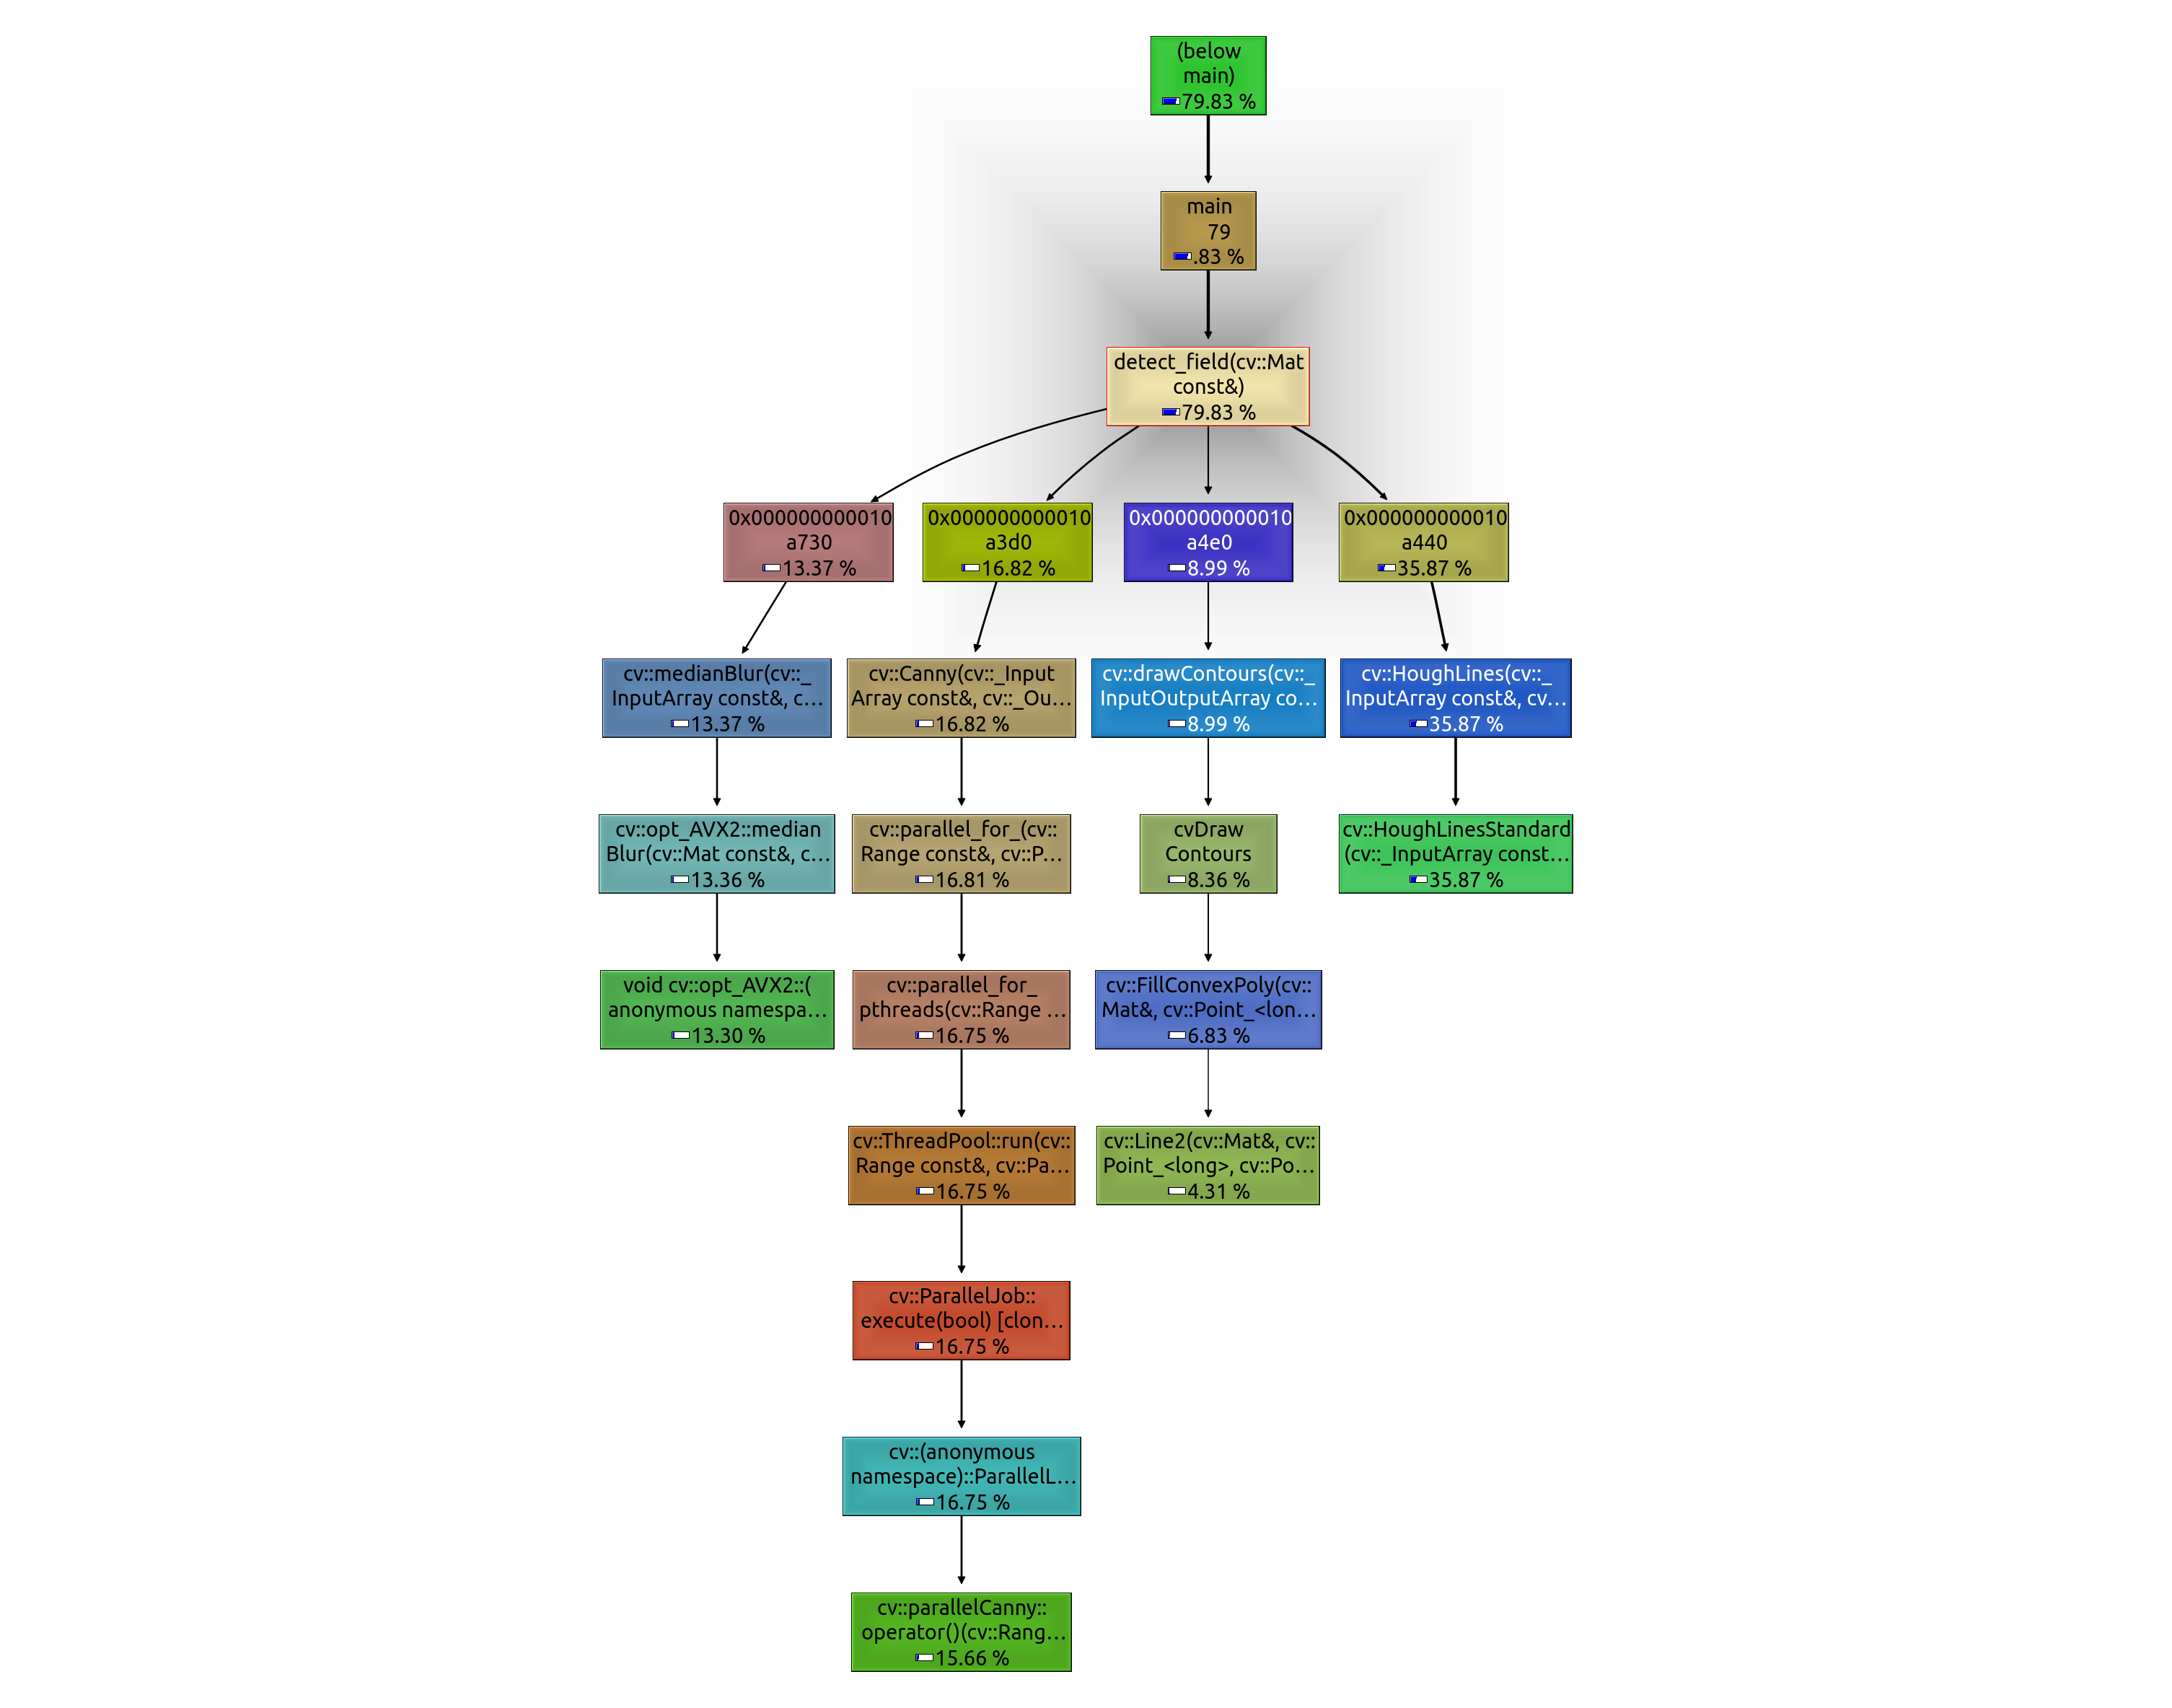 (below
main)
79.83 %
main
79
.83 %
detect_field(cv::Mat
const&)
79.83 %
0x000000000010
a730
13.37 %
0x000000000010
a3d0
16.82 %
0x000000000010
a4e0
8.99 %
0x000000000010
a440
35.87 %
cv::medianBlur(cv::_
InputArray const&, c...
13.37 %
cv::Canny(cv::_Input
Array const&, cv::_Ou...
16.82 %
cv::drawContours(cv::_
InputOutputArray co...
8.99 %
cv::HoughLines(cv::_
InputArray const&, cv...
35.87 %
cv::opt_AVX2::median
Blur(cv::Mat const&, c...
13.36 %
cv::parallel_for_(cv::
Range const&, cv::P...
16.81 %
cvDraw
Contours
8.36 %
cv::HoughLinesStandard
(cv::_InputArray const...
35.87 %
void cv::opt_AVX2::(
anonymous namespa...
13.30 %
cv::parallel_for_
pthreads(cv::Range ...
16.75 %
cv::FillConvexPoly(cv::
Mat&, cv::Point_<lon...
6.83 %
cv::ThreadPool::run(cv::
Range const&, cv::Pa...
16.75 %
cv::Line2(cv::Mat&, cv::
Point_<long>, cv::Po...
4.31 %
cv::ParallelJob::
execute(bool) [clon...
16.75 %
cv::(anonymous
namespace)::ParallelL...
16.75 %
cv::parallelCanny::
operator()(cv::Rang...
15.66 %